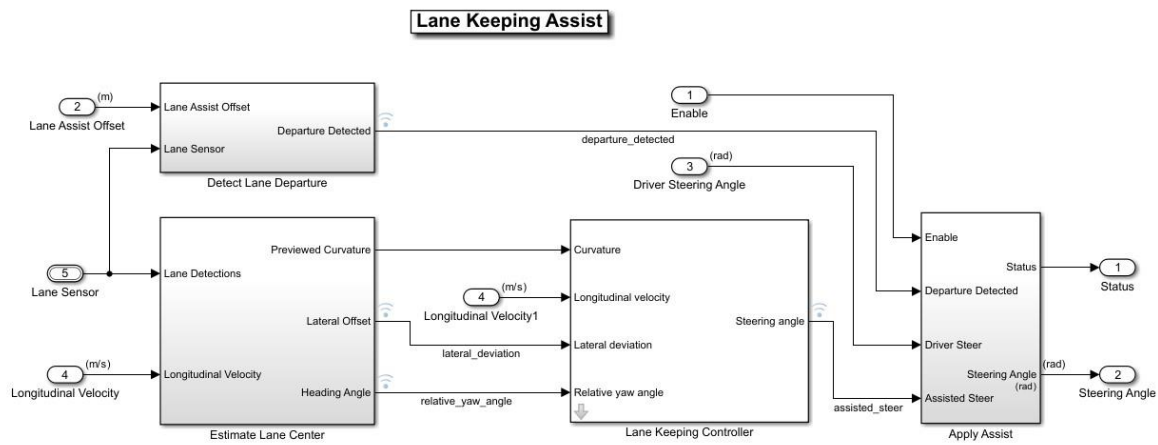 Lane Keeping Assist
2
(m)
Lane Assist Offset
Lane Assist Offset
Lane Sensor
Departure Detected
Detect Lane Departure
departure_detected
1
Enable
3
(rad)
Driver Steering Angle
5
Lane Sensor
4
(m/s)
Longitudinal Velocity
Lane Detections
Longitudinal Velocity
Previewed Curvature
Lateral Offset
Heading Angle
Estimate Lane Center
lateral_deviation
relative_yaw_angle
4
(m/s)
Longitudinal Velocity1
Curvature
Longitudinal velocity
Lateral deviation
Relative yaw angle
Steering angle
Lane Keeping Controller
assisted_steer
Enable
Departure Detected
Driver Steer
Assisted Steer
Status
Steering Angle
(rad)
Apply Assist
1
Status
(rad)
2
Steering Angle